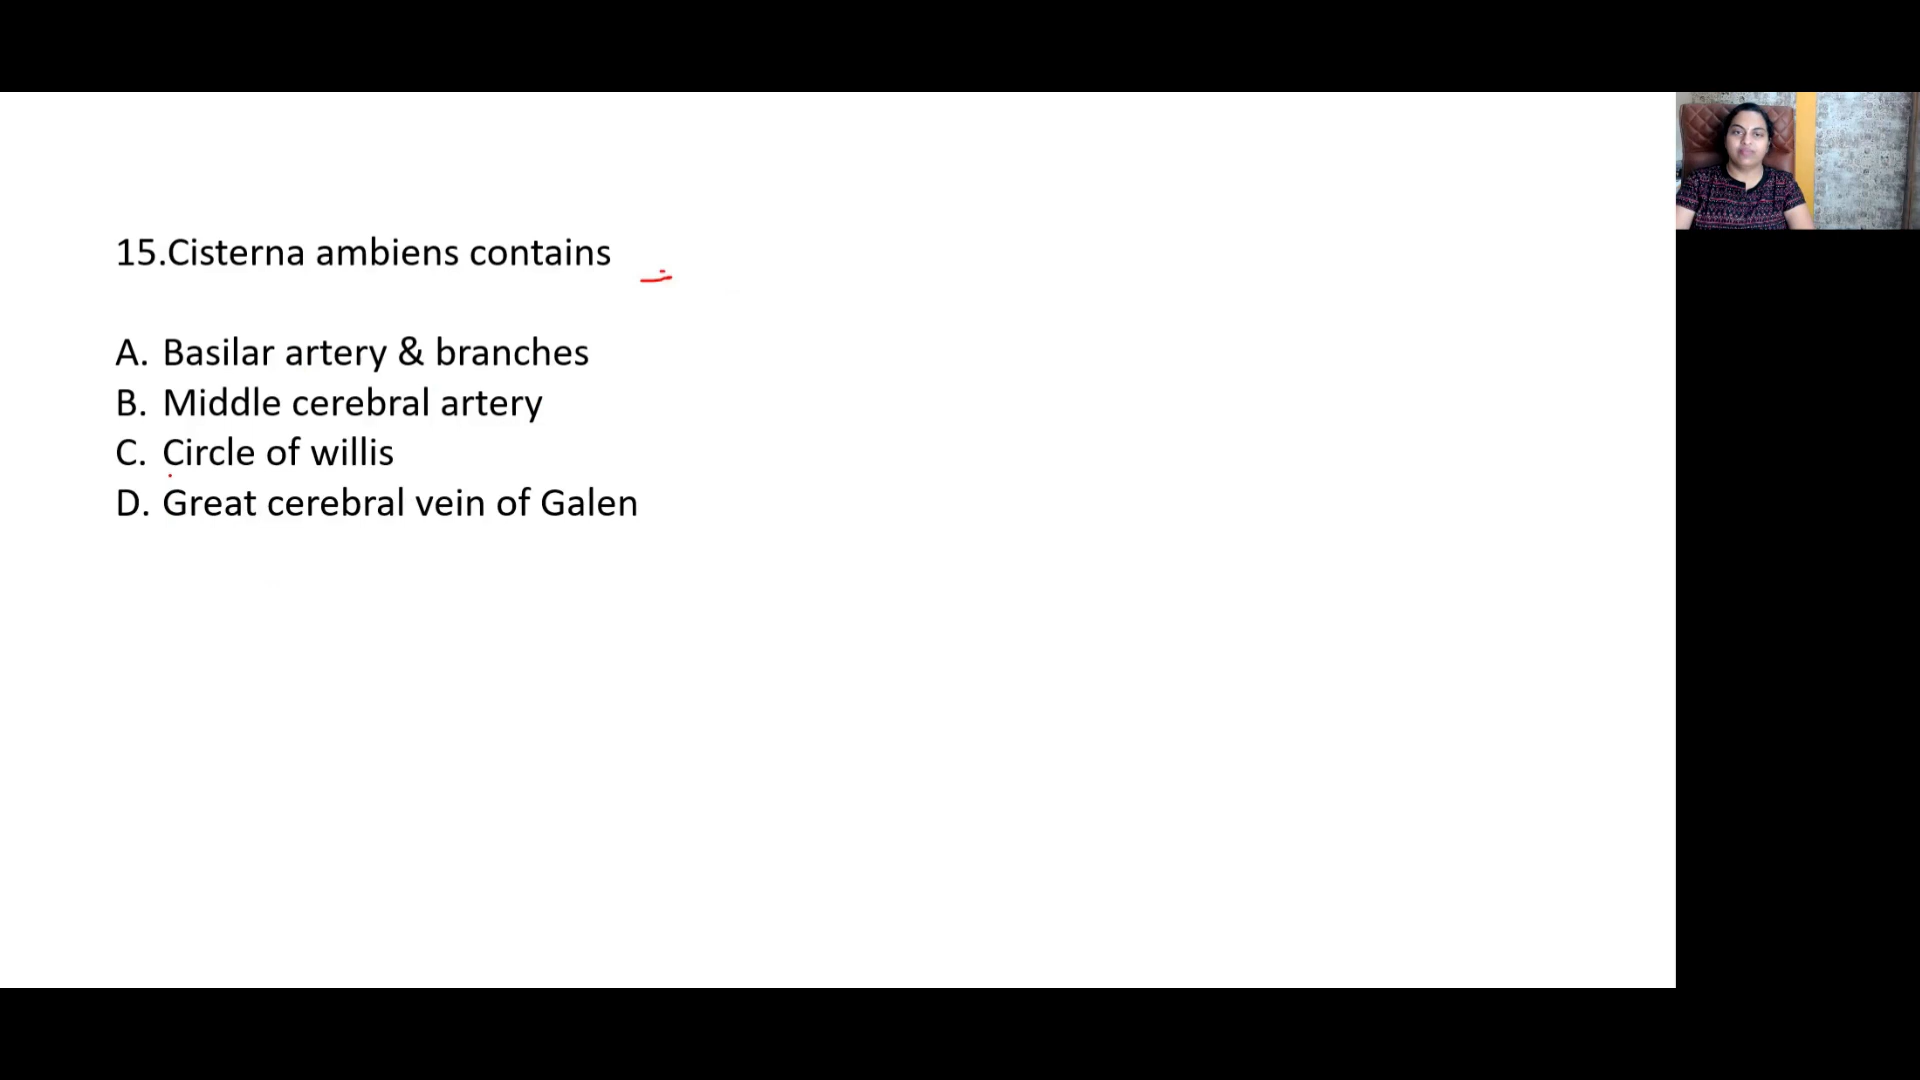 15.Cisterna ambiens contains
A. Basilar artery & branches
B. Middle cerebral artery
C. Circle of willis
D. Great cerebral vein of Galen